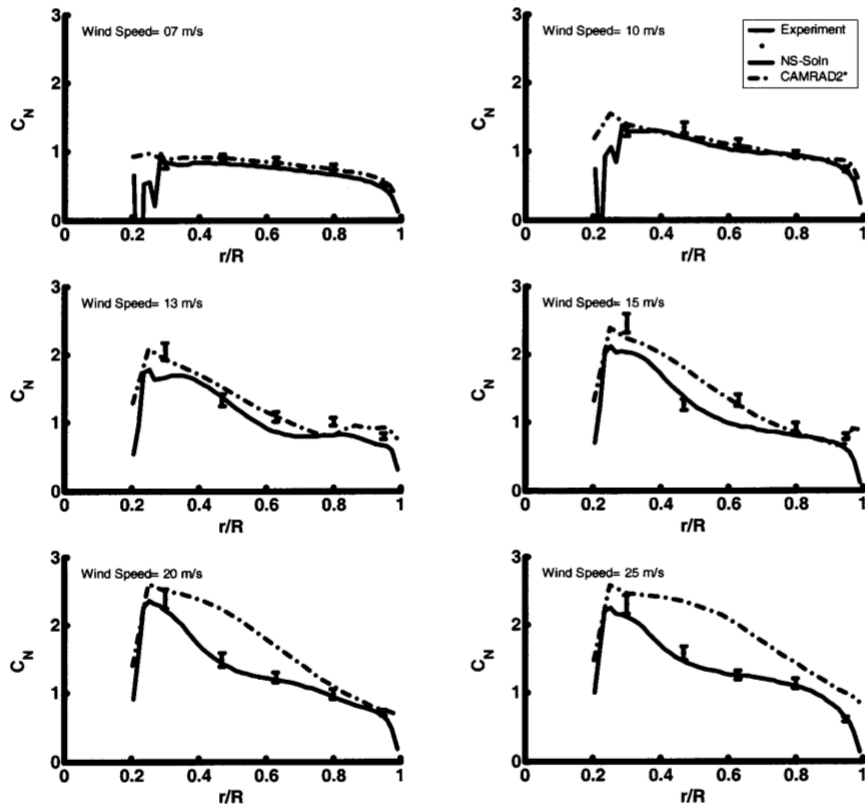 Wind Speed= 07 m/s
3
2
1
0
C_N
0
0.2
0.4
0.6
0.8
1
r/R
Wind Speed= 10 m/s
Experiment
NS-Soln
CAMRAD2*
3
2
1
0
C_N
0
0.2
0.4
0.6
0.8
1
r/R
Wind Speed= 13 m/s
3
2
1
0
C_N
0
0.2
0.4
0.6
0.8
1
r/R
Wind Speed= 15 m/s
3
2
1
0
C_N
0
0.2
0.4
0.6
0.8
1
r/R
Wind Speed= 20 m/s
3
2
1
0
C_N
0
0.2
0.4
0.6
0.8
1
r/R
Wind Speed= 25 m/s
3
2
1
0
C_N
0
0.2
0.4
0.6
0.8
1
r/R